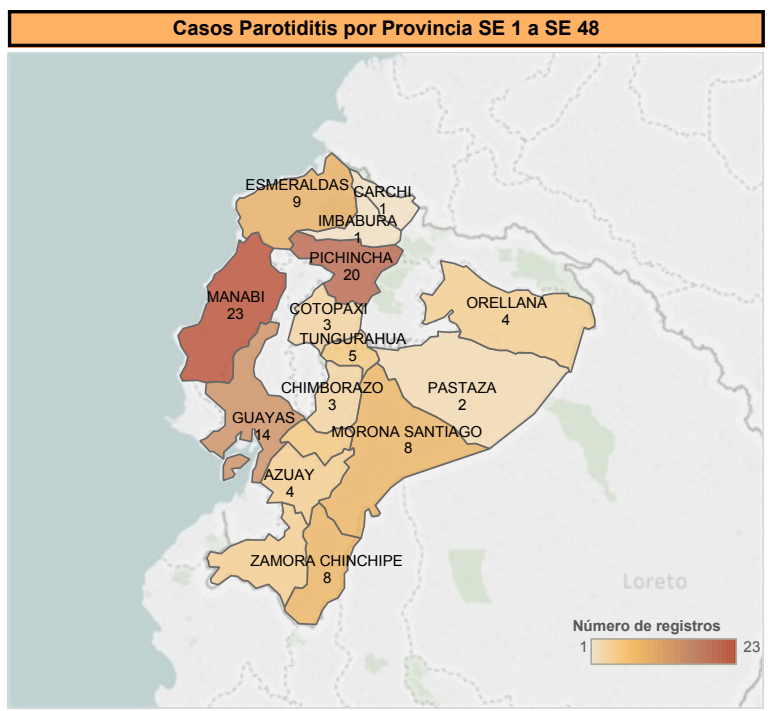 Casos Parotiditis por Provincia SE 1 a SE 48
ESMERALDAS
9
CARCHI
1
IMBABURA
1
PICHINCHA
20
MANABI
23
COTOPAXI
3
ORELLANA
4
TUNGURAHUA
5
CHIMBORAZO
3
PASTAZA
2
GUAYAS
14
MORONA SANTIAGO
8
AZUAY
4
ZAMORA CHINCHIPE
8
Loreto
Número de registros
1
23